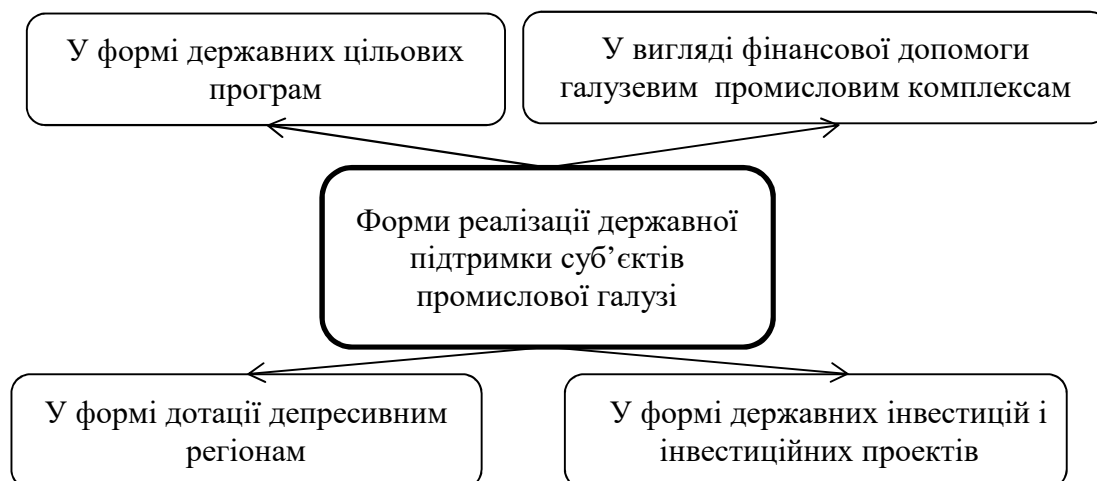 У формі державних цільових
програм
У вигляді фінансової допомоги
галузевим промисловим комплексам
Форми реалізації державної
підтримки суб’єктів
промислової галузі
У формі дотації депресивним
регіонам
У формі державних інвестицій і
інвестиційних проектів